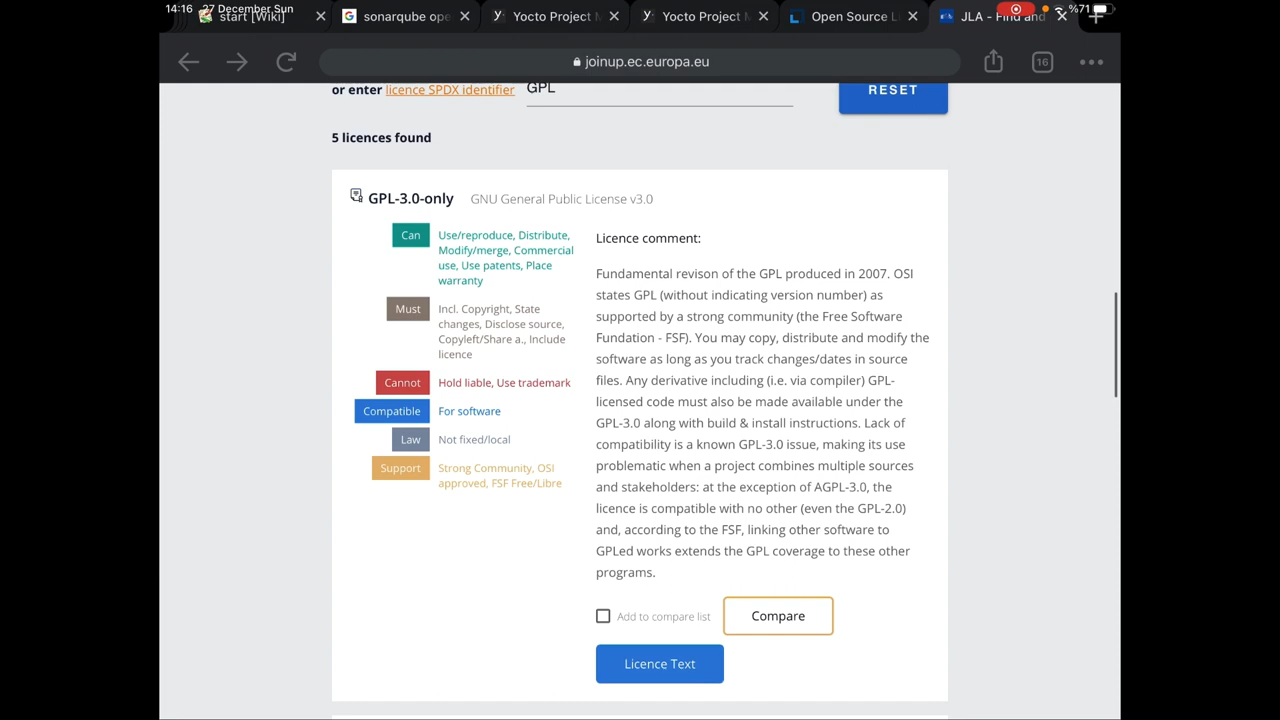 14:16 27 December Sun
%71
start [Wiki]
sonarqube ope
Yocto Project M
Yocto Project M
Open Source L
JLA - Find and
joinup.ec.europa.eu
16
or enter licence SPDX identifier
GPL
RESET
5 licences found
GPL-3.0-only GNU General Public License v3.0
Can
Use/reproduce, Distribute,
Modify/merge, Commercial
use, Use patents, Place
warranty
Must
Incl. Copyright, State
changes, Disclose source,
Copyleft/Share a., Include
licence
Cannot
Hold liable, Use trademark
Compatible
For software
Law
Not fixed/local
Support
Strong Community, OSI
approved, FSF Free/Libre
Licence comment:
Fundamental revison of the GPL produced in 2007. OSI
states GPL (without indicating version number) as
supported by a strong community (the Free Software
Fundation - FSF). You may copy, distribute and modify the
software as long as you track changes/dates in source
files. Any derivative including (i.e. via compiler) GPL-
licensed code must also be made available under the
GPL-3.0 along with build & install instructions. Lack of
compatibility is a known GPL-3.0 issue, making its use
problematic when a project combines multiple sources
and stakeholders: at the exception of AGPL-3.0, the
licence is compatible with no other (even the GPL-2.0)
and, according to the FSF, linking other software to
GPLed works extends the GPL coverage to these other
programs.
Add to compare list
Compare
Licence Text